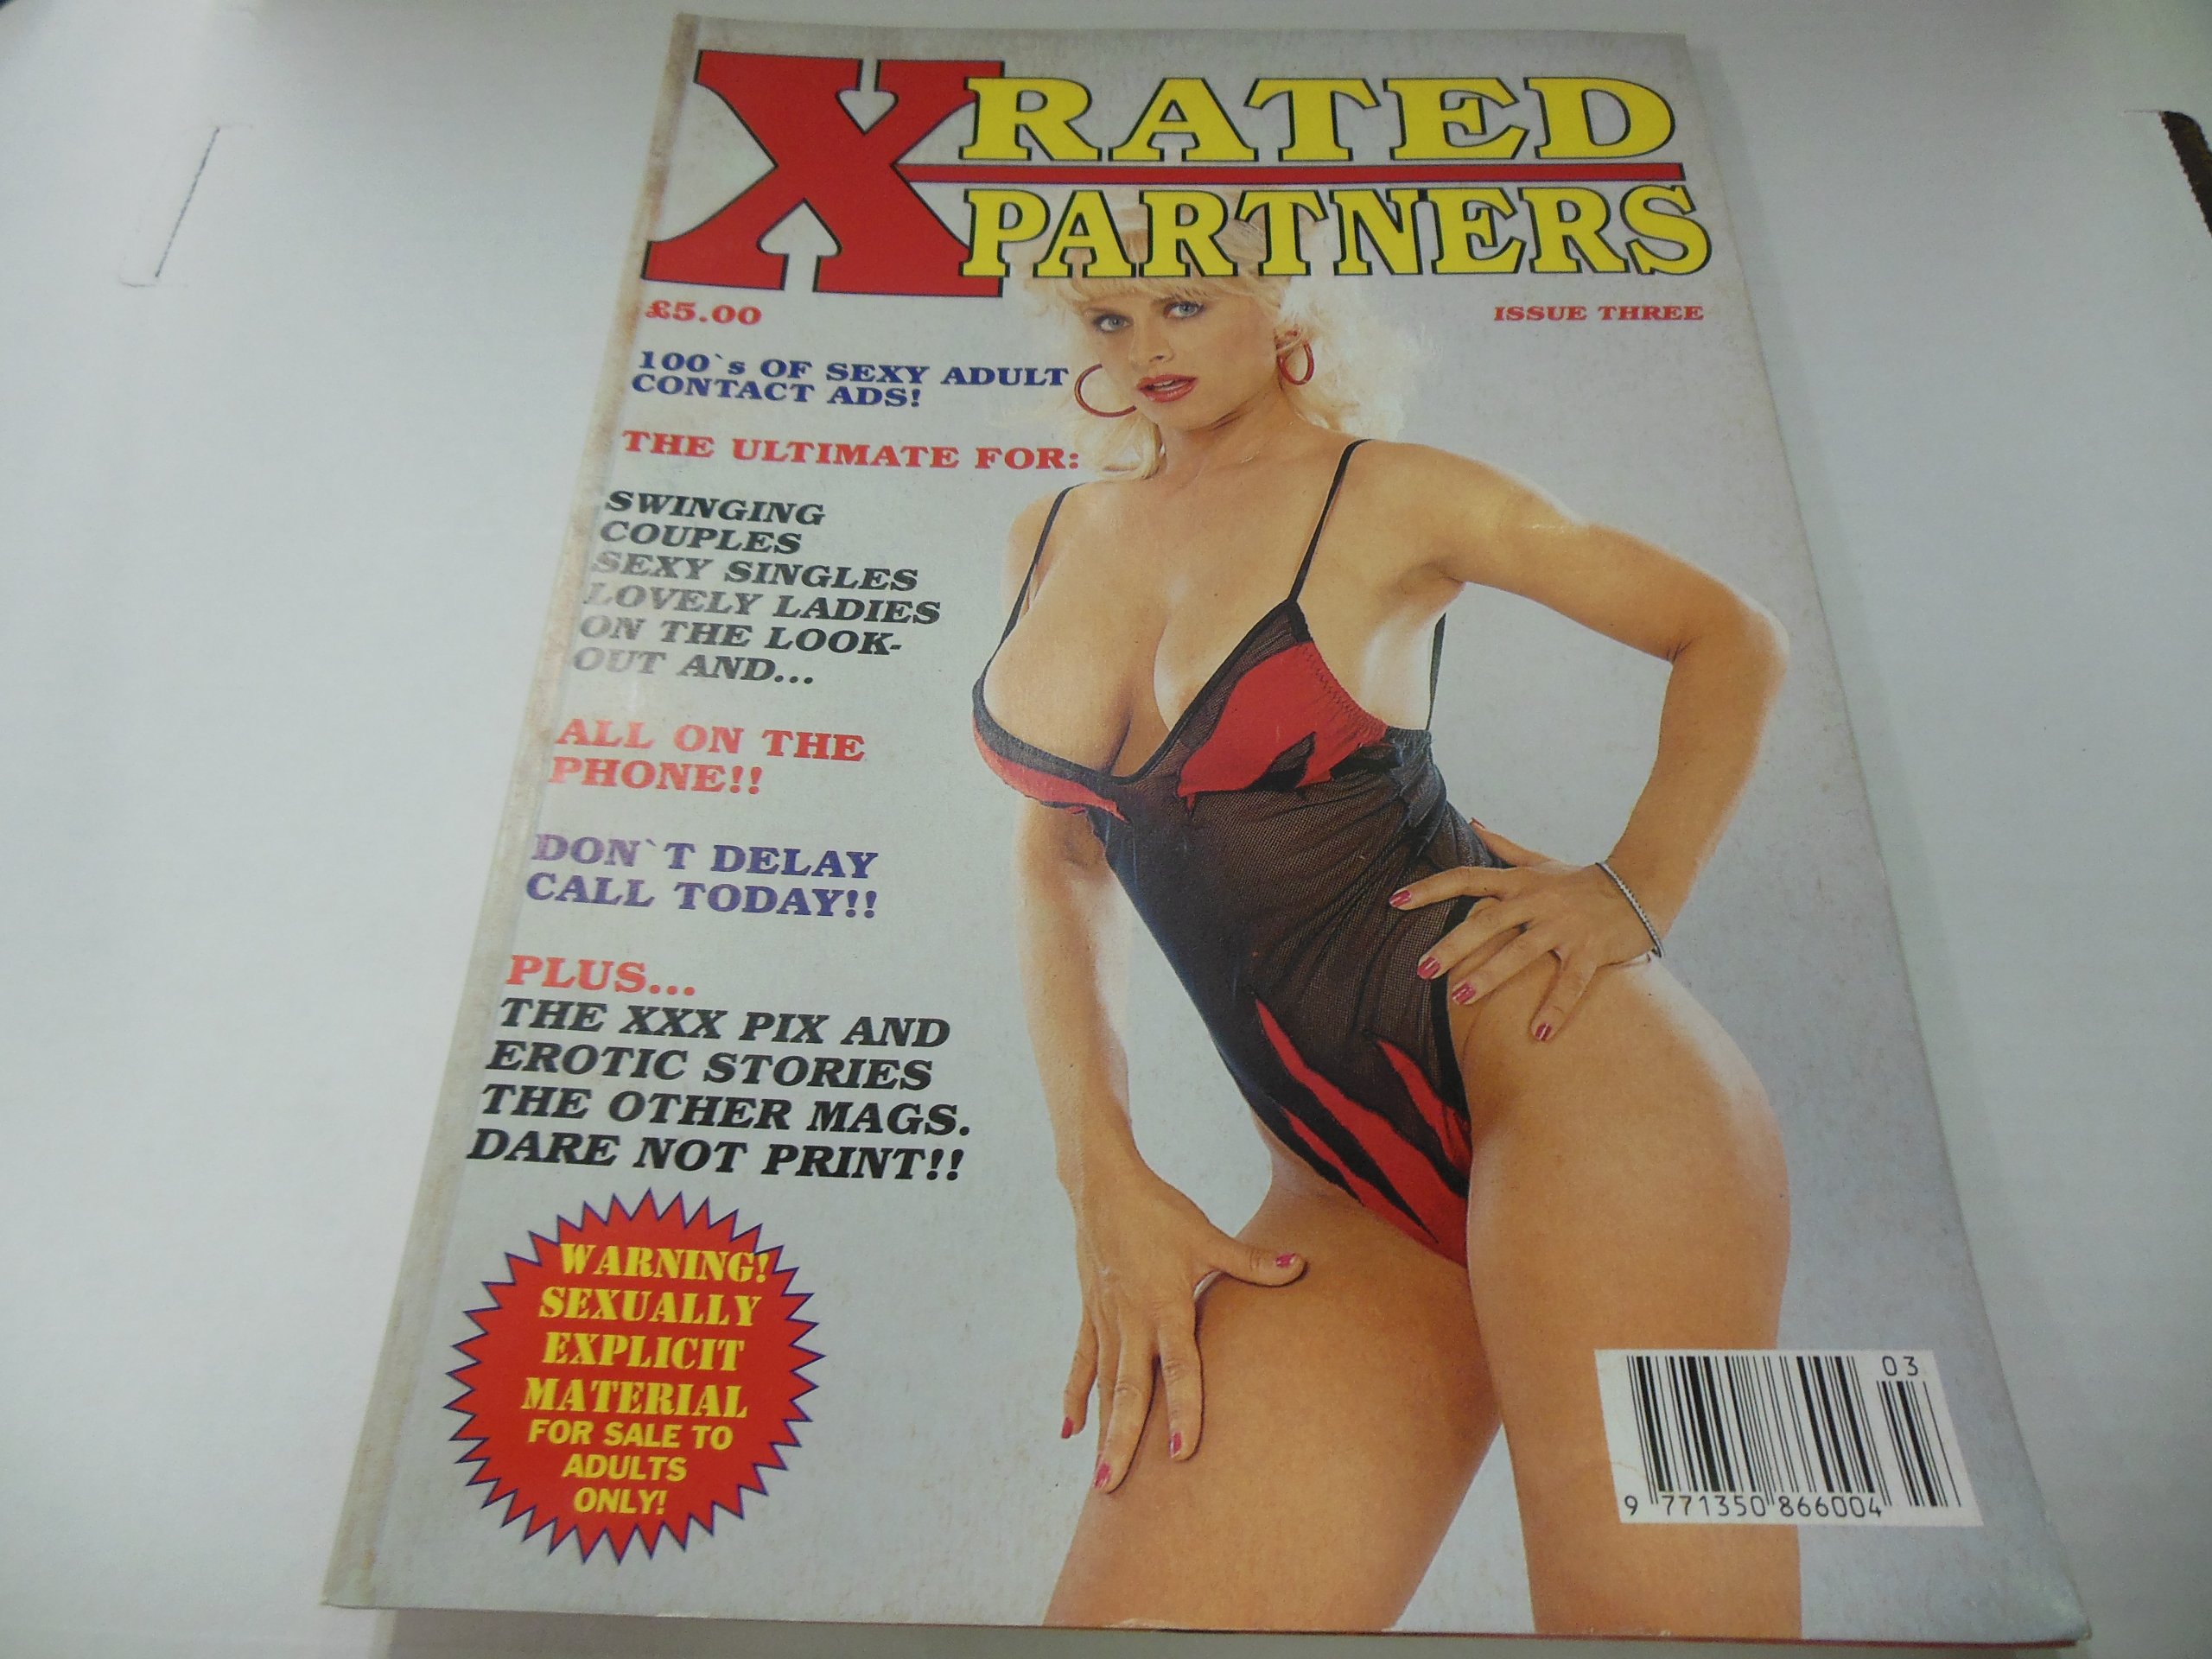 X RATED
PARTNERS
£5.00
ISSUE THREE
100`s OF SEXY ADULT
CONTACT ADS!
THE ULTIMATE FOR:
SWINGING
COUPLES
SEXY SINGLES
LOVELY LADIES
ON THE LOOK-
OUT AND...
ALL ON THE
PHONE!!
DON`T DELAY
CALL TODAY!!
PLUS...
THE XXX PIX AND
EROTIC STORIES
THE OTHER MAGS.
DARE NOT PRINT!!
WARNING!
SEXUALLY
EXPLICIT
MATERIAL
FOR SALE TO
ADULTS
ONLY!
03
9 771350 866004